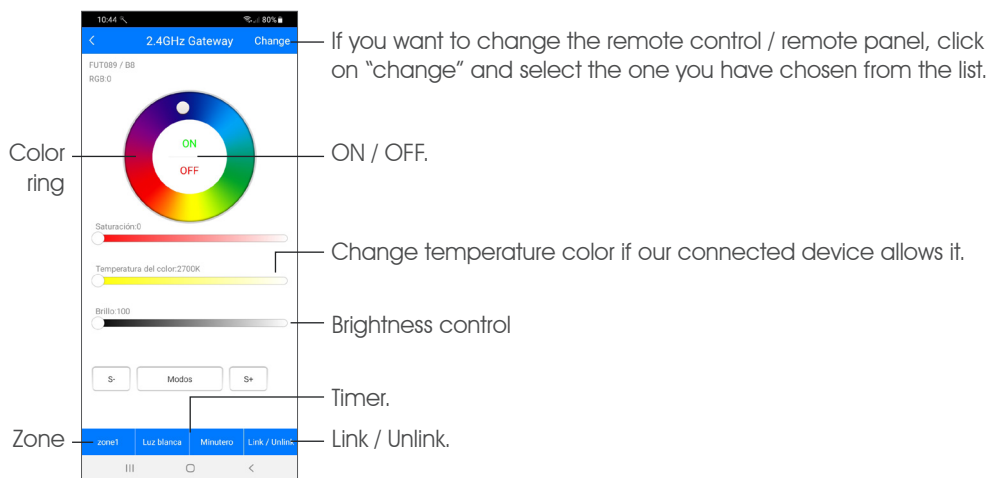 10:44
80%
2.4GHz Gateway
Change
FUT089 / B8
RGB:0
ON
OFF
Saturación:0
Temperatura del color:2700K
Brillo:100
S-
Modos
S+
zone1
Luz blanca
Minutero
Link / Unlink
If you want to change the remote control / remote panel, click
on “change” and select the one you have chosen from the list.
Color
ring
ON / OFF.
Change temperature color if our connected device allows it.
Brightness control
Timer.
Zone
Link / Unlink.